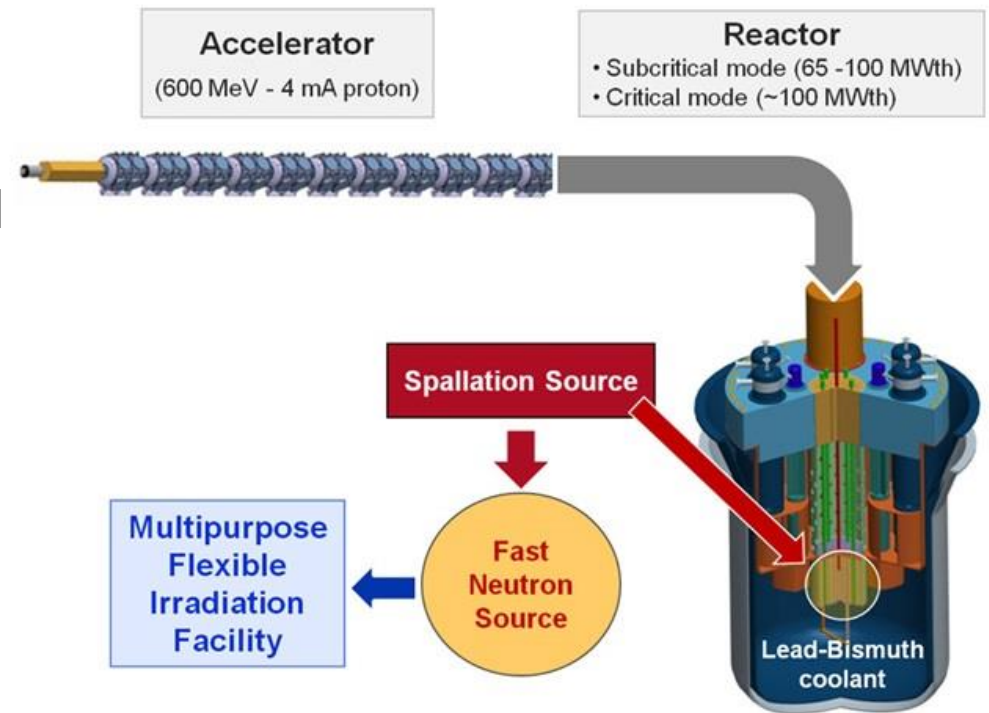 Accelerator
(600 MeV - 4 mA proton)
Reactor
• Subcritical mode (65 -100 MWth)
• Critical mode (~100 MWth)
Spallation Source
Multipurpose
Flexible
Irradiation
Facility
Fast
Neutron
Source
Lead-Bismuth
coolant